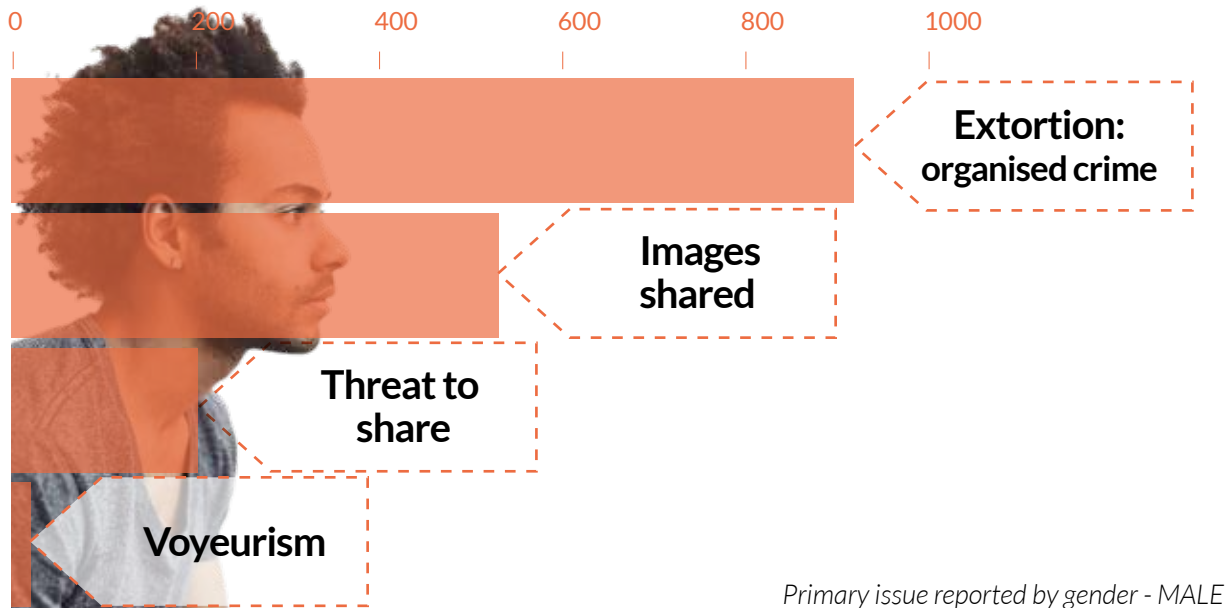 0 200 400 600 800 1000
Extortion:
organised crime
Images
shared
Threat to
share
Voyeurism
Primary issue reported by gender - MALE